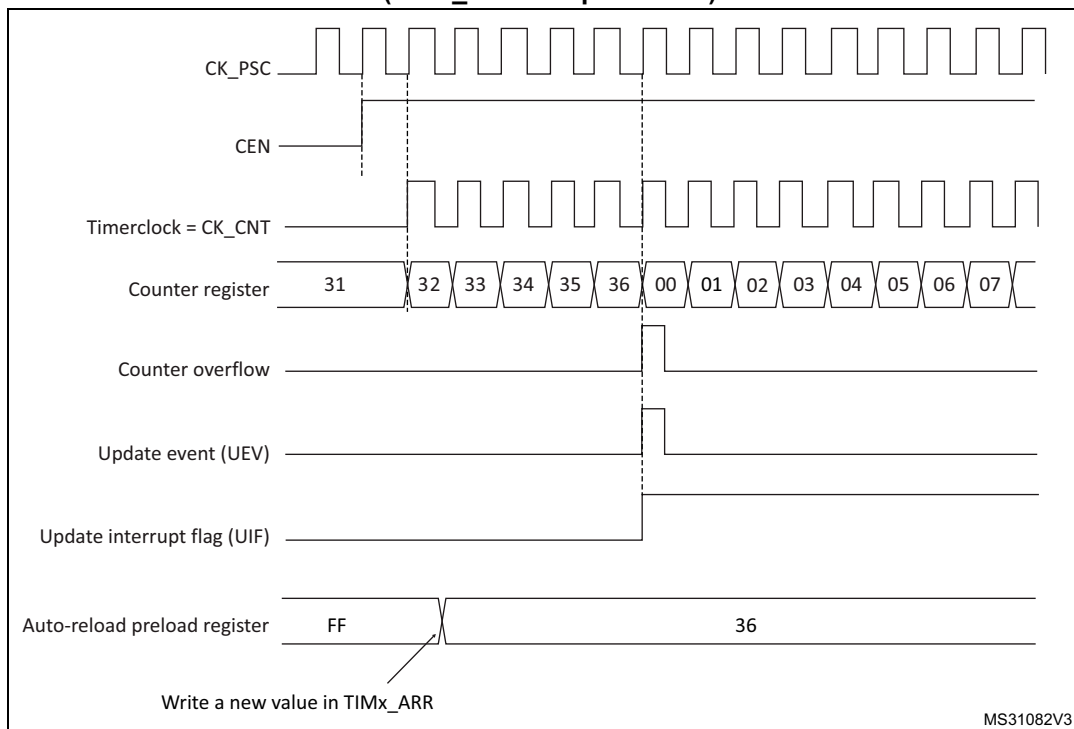 CK_PSC
CEN
Timerclock = CK_CNT
Counter register 31 32 33 34 35 36 00 01 02 03 04 05 06 07
Counter overflow
Update event (UEV)
Update interrupt flag (UIF)
Auto-reload preload register FF 36
Write a new value in TIMx_ARR
MS31082V3